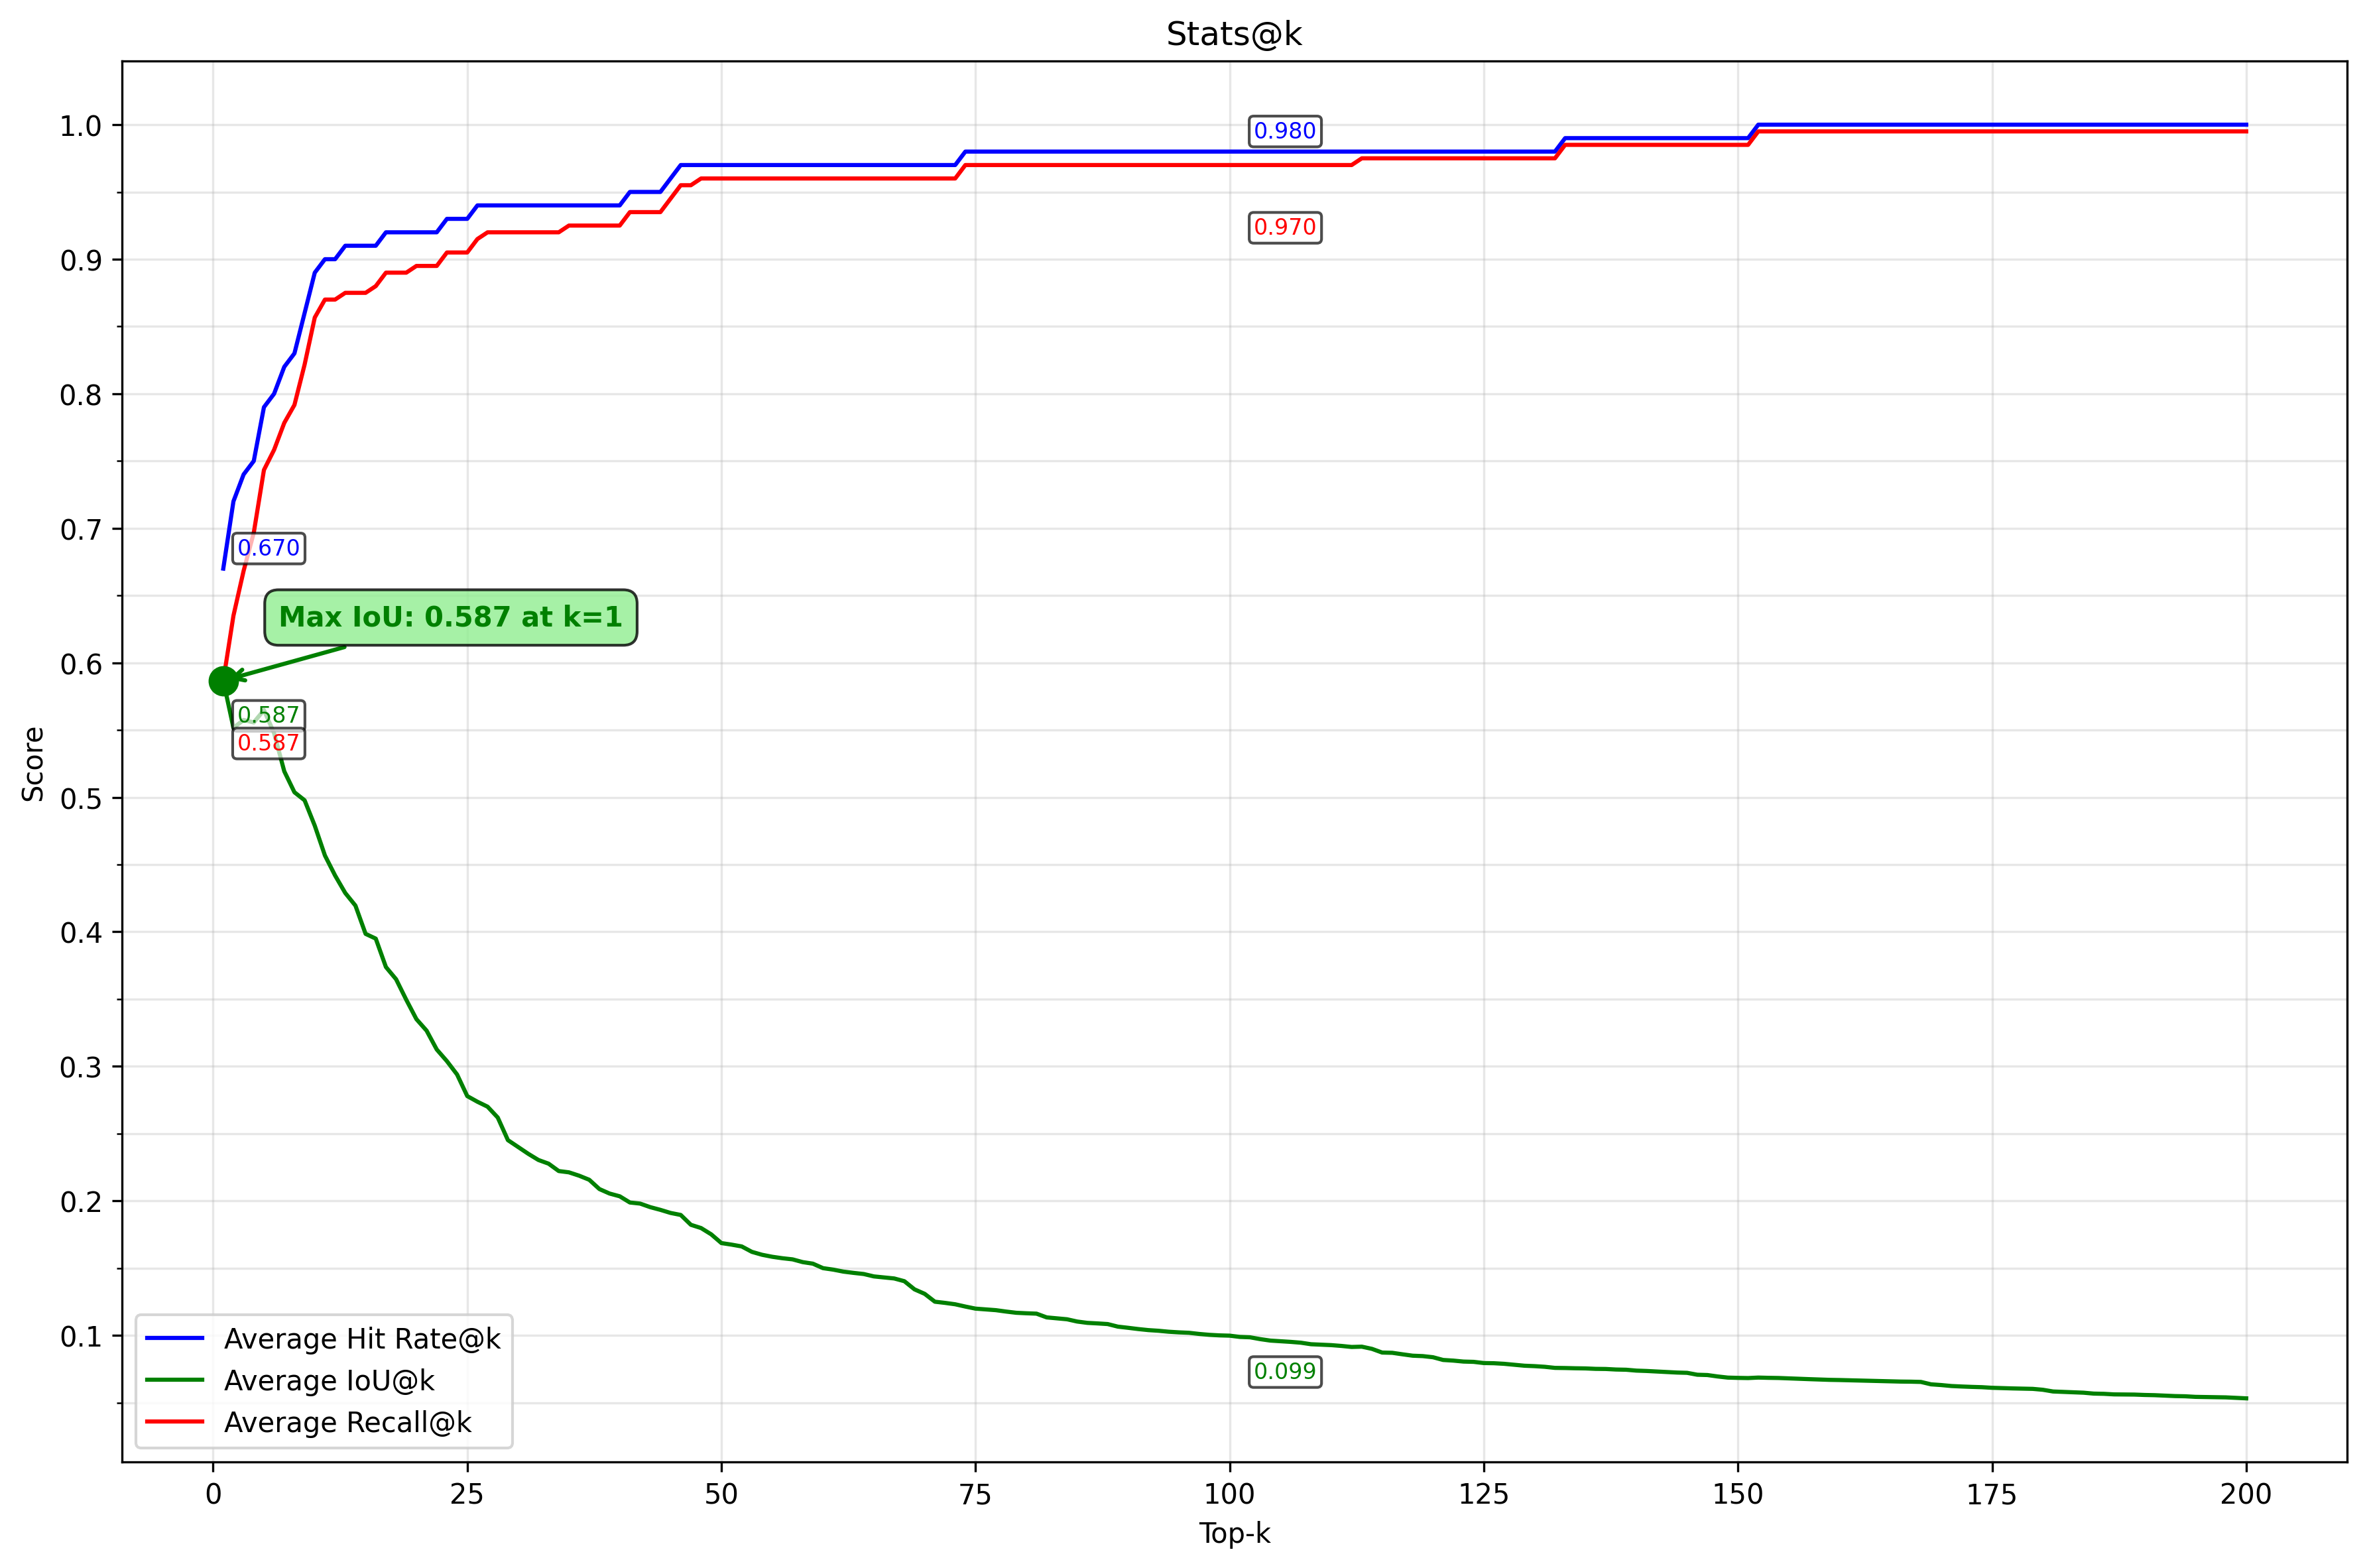 Stats@k
1.0
0.9
0.8
0.7
0.6
0.5
0.4
0.3
0.2
0.1
Score
0.980
0.970
0.670
Max IoU: 0.587 at k=1
0.587
0.587
0.099
Average Hit Rate@k
Average IoU@k
Average Recall@k
0 25 50 75 100 125 150 175 200
Top-k